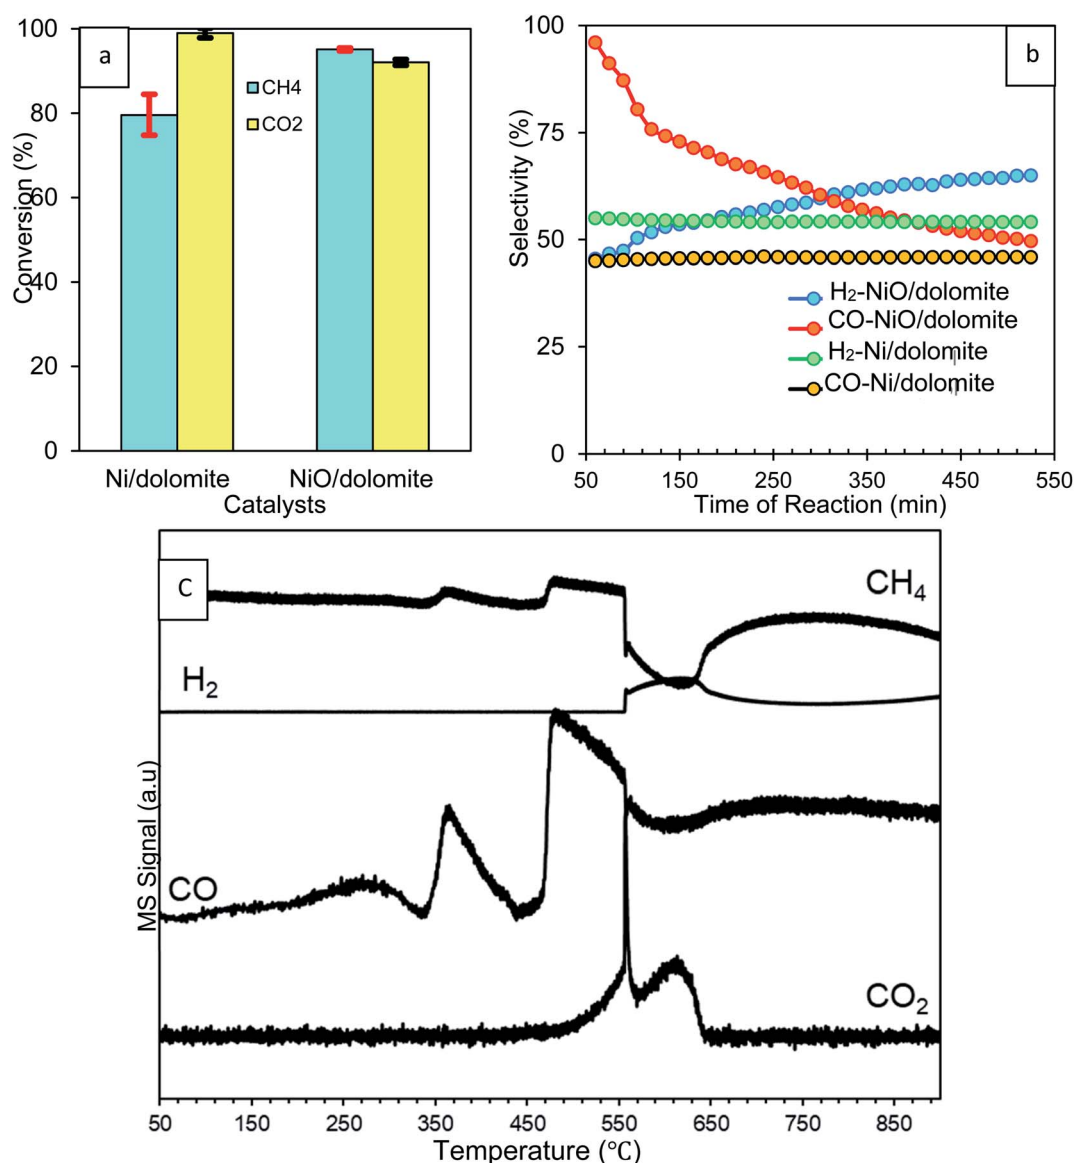 a
100
80
60
40
20
0
Conversion (%)
CH4
CO2
Ni/dolomite
NiO/dolomite
Catalysts
b
100
75
50
25
0
Selectivity (%)
H2-NiO/dolomite
CO-NiO/dolomite
H2-Ni/dolomite
CO-Ni/dolomite
50 150 250 350 450 550
Time of Reaction (min)
C
CH4
H2
CO
CO2
MS Signal (a.u)
50 150 250 350 450 550 650 750 850
Temperature (℃)